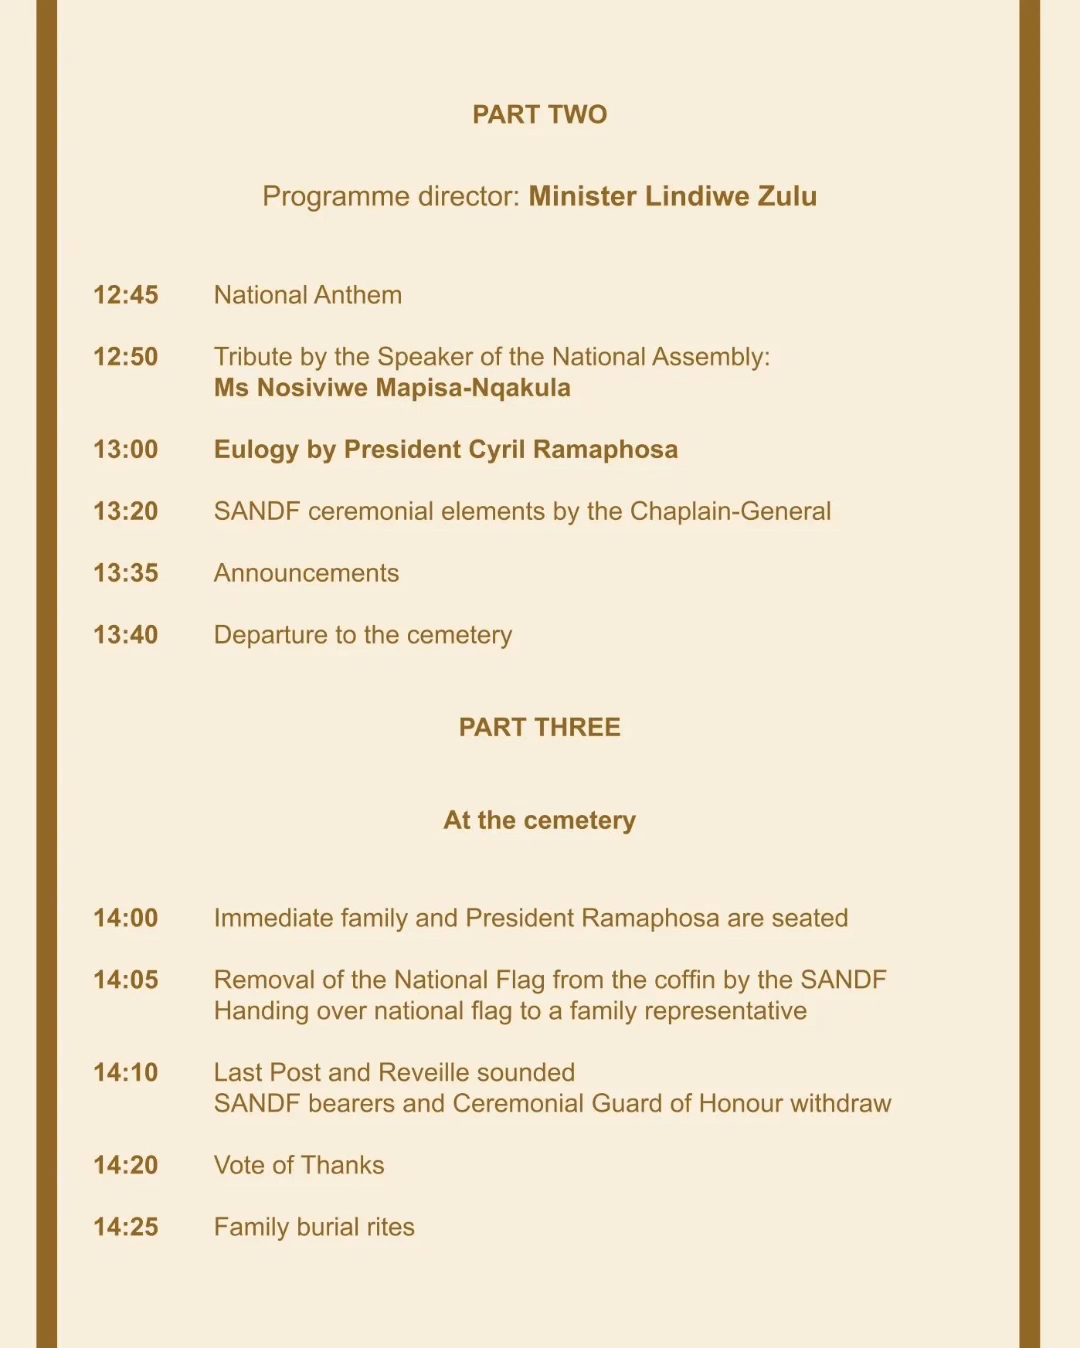 PART TWO
Programme director: Minister Lindiwe Zulu
12:45 National Anthem
12:50 Tribute by the Speaker of the National Assembly:
Ms Nosiviwe Mapisa-Nqakula
13:00 Eulogy by President Cyril Ramaphosa
13:20 SANDF ceremonial elements by the Chaplain-General
13:35 Announcements
13:40 Departure to the cemetery
PART THREE
At the cemetery
14:00 Immediate family and President Ramaphosa are seated
14:05 Removal of the National Flag from the coffin by the SANDF
Handing over national flag to a family representative
14:10 Last Post and Reveille sounded
SANDF bearers and Ceremonial Guard of Honour withdraw
14:20 Vote of Thanks
14:25 Family burial rites